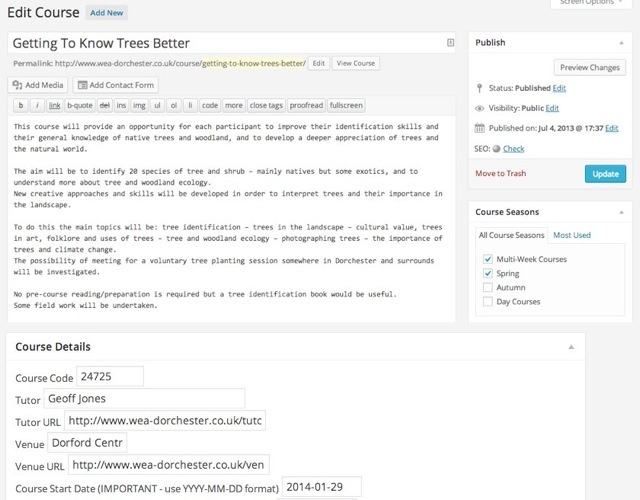 Edit Course Add New
Screen Options
Getting To Know Trees Better
Permalink: http://www.wea-dorchester.co.uk/course/getting-to-know-trees-better/ Edit View Course
Add Media Add Contact Form
b i link b-quote del ins img ul ol li code more close tags proofread fullscreen
This course will provide an opportunity for each participant to improve their identification skills and
their general knowledge of native trees and woodland, and to develop a deeper appreciation of trees and
the natural world.
The aim will be to identify 20 species of tree and shrub – mainly natives but some exotics, and to
understand more about tree and woodland ecology.
New creative approaches and skills will be developed in order to interpret trees and their importance in
the landscape.
To do this the main topics will be: tree identification – trees in the landscape – cultural value, trees
in art, folklore and uses of trees – tree and woodland ecology – photographing trees – the importance of
trees and climate change.
The possibility of meeting for a voluntary tree planting session somewhere in Dorchester and surrounds
will be investigated.
No pre-course reading/preparation is required but a tree identification book would be useful.
Some field work will be undertaken.
Publish
Preview Changes
Status: Published Edit
Visibility: Public Edit
Published on: Jul 4, 2013 @ 17:37 Edit
SEO: Check
Move to Trash Update
Course Seasons
All Course Seasons Most Used
Multi-Week Courses
Spring
Autumn
Day Courses
Course Details
Course Code 24725
Tutor Geoff Jones
Tutor URL http://www.wea-dorchester.co.uk/tutc
Venue Dorford Centr
Venue URL http://www.wea-dorchester.co.uk/ven
Course Start Date (IMPORTANT - use YYYY-MM-DD format) 2014-01-29